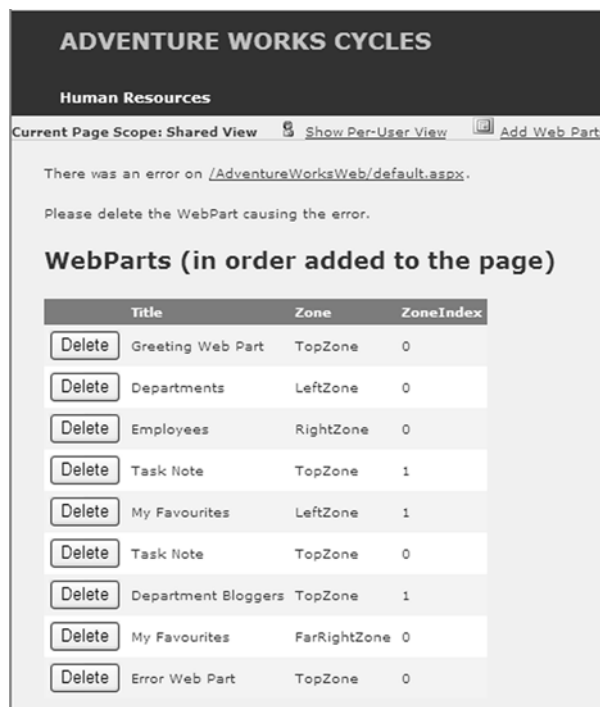 ADVENTURE WORKS CYCLES
Human Resources
Current Page Scope: Shared View Show Per-User View Add Web Part
There was an error on /AdventureWorksWeb/default.aspx.
Please delete the WebPart causing the error.
WebParts (in order added to the page)
Title Zone ZoneIndex
Delete Greeting Web Part TopZone 0
Delete Departments LeftZone 0
Delete Employees RightZone 0
Delete Task Note TopZone 1
Delete My Favourites LeftZone 1
Delete Task Note TopZone 0
Delete Department Bloggers TopZone 1
Delete My Favourites FarRightZone 0
Delete Error Web Part TopZone 0